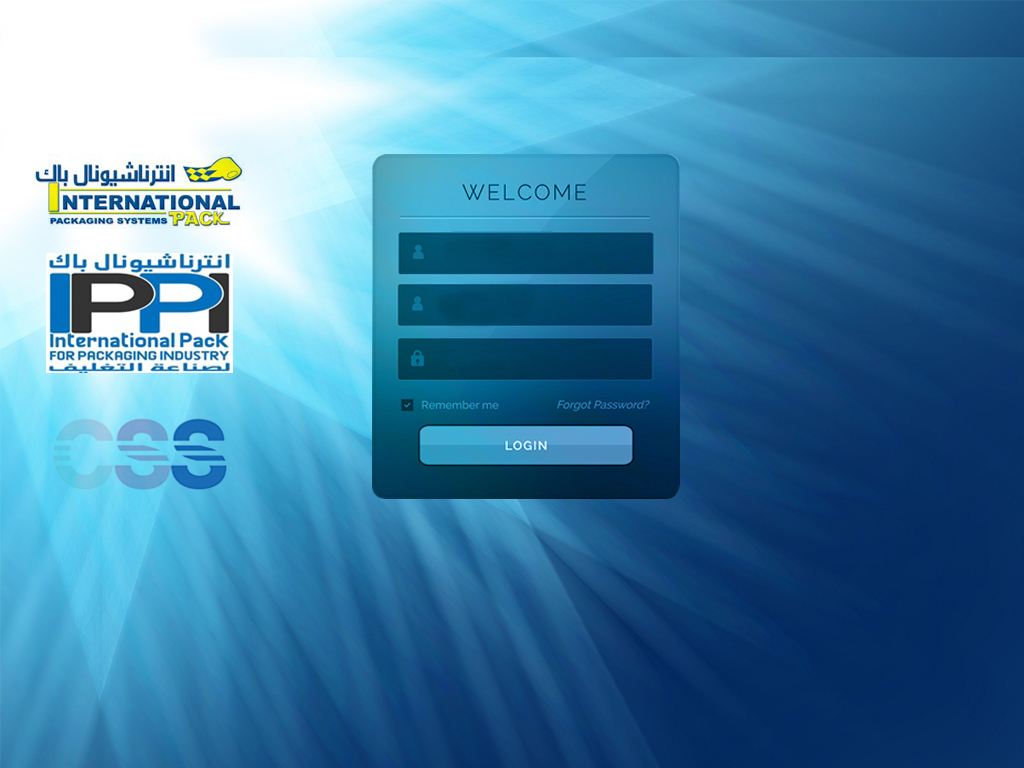 انترناشيونال باك
INTERNATIONAL
PACKAGING SYSTEMS PACK
انترناشيونال باك
IPPI
International Pack
FOR PACKAGING INDUSTRY
لصناعة التغليف
CSS
WELCOME
Remember me Forgot Password?
LOGIN